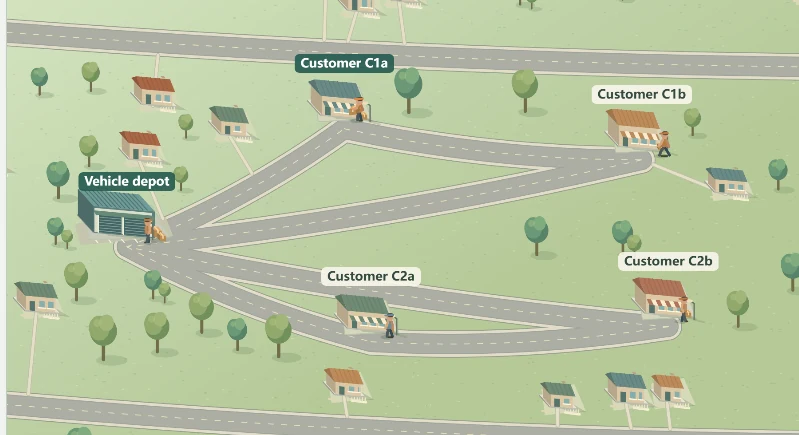 Customer C1a
Customer C1b
Vehicle depot
Customer C2a
Customer C2b